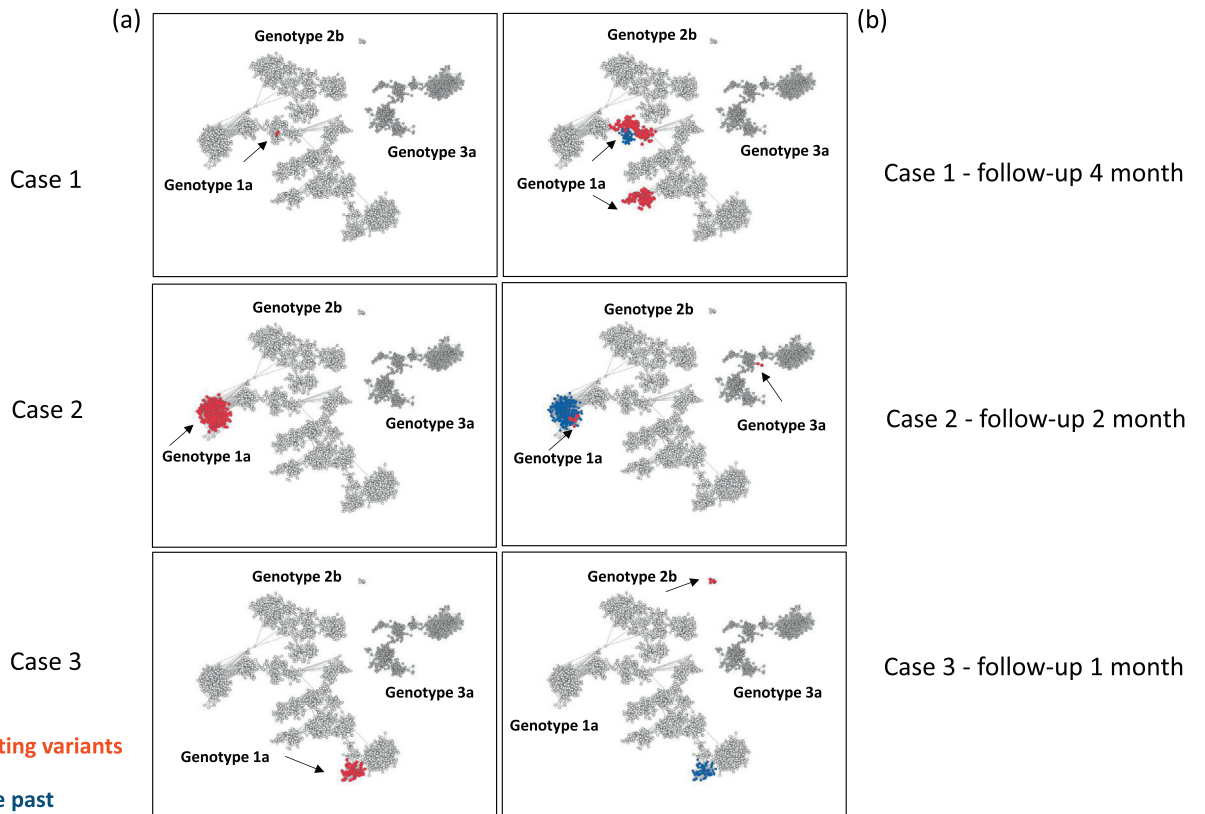 (a)
(b)
Genotype 2b
Genotype 3a
Genotype 1a
Genotype 2b
Genotype 3a
Genotype 1a
Case 1
Case 1 - follow-up 4 month
Genotype 2b
Genotype 3a
Genotype 1a
Genotype 2b
Genotype 3a
Genotype 1a
Case 2
Case 2 - follow-up 2 month
Genotype 2b
Genotype 3a
Genotype 1a
Genotype 2b
Genotype 3a
Genotype 1a
Case 3
Case 3 - follow-up 1 month
variants
past